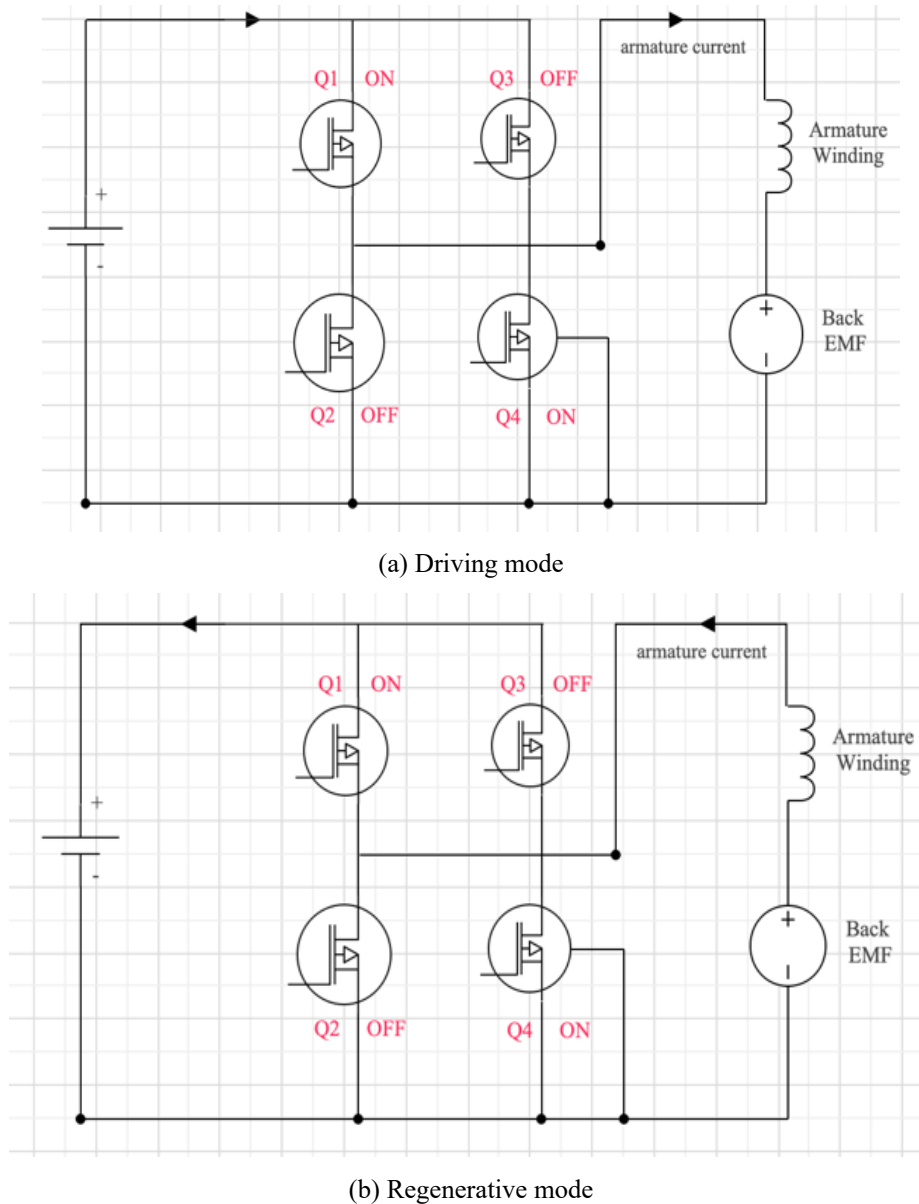 armature current
Q1 ON
Q3 OFF
Armature
Winding
+
-
+
Back
EMF
Q2 OFF
Q4 ON
(a) Driving mode
armature current
Q1 ON
Q3 OFF
Armature
Winding
+
-
+
Back
EMF
Q2 OFF
Q4 ON
(b) Regenerative mode